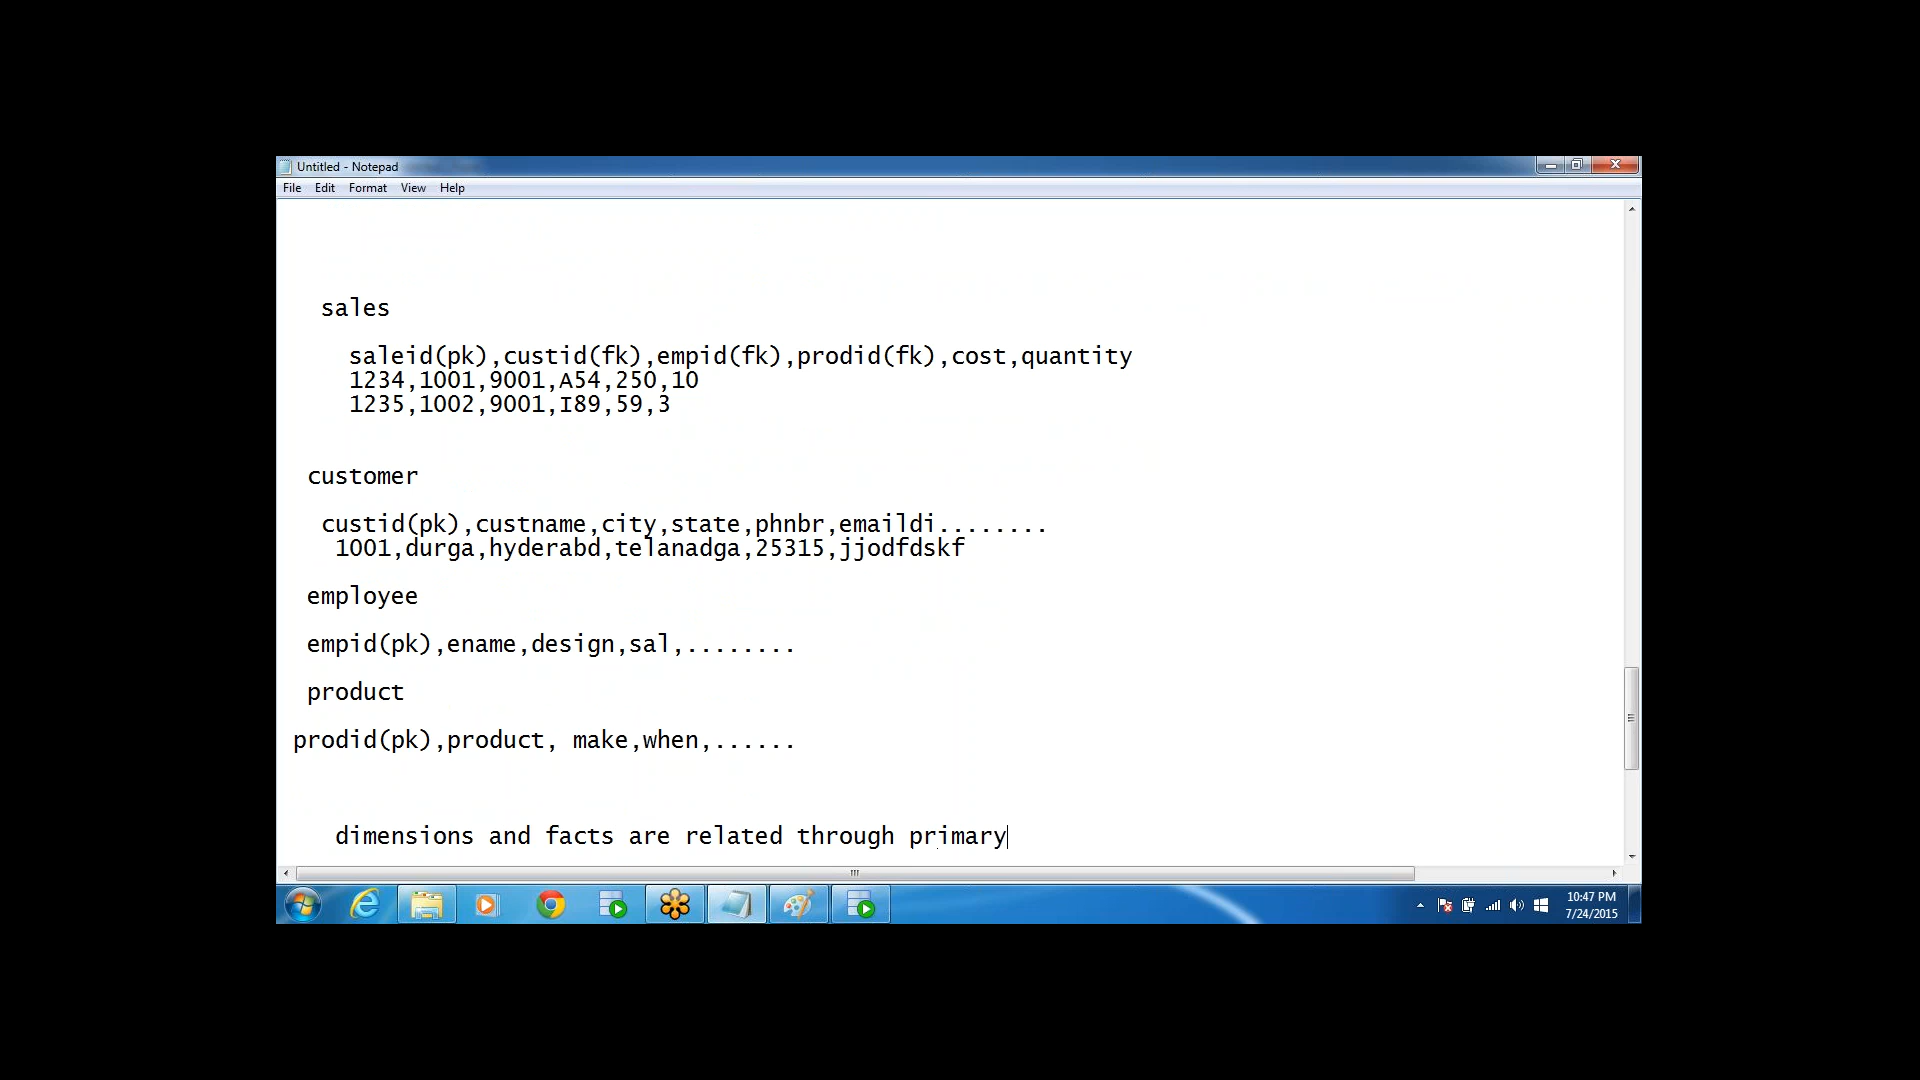 Untitled - Notepad
File Edit Format View Help
sales
saleid(pk),custid(fk),empid(fk),prodid(fk),cost,quantity
1234,1001,9001,A54,250,10
1235,1002,9001,I89,59,3
customer
custid(pk),custname,city,state,phnbr,emaildi........
1001,durga,hyderabd,telanadga,25315,jjodfdskf
employee
empid(pk),ename,design,sal,........
product
prodid(pk),product, make,when,......
dimensions and facts are related through primary
10:47 PM
7/24/2015